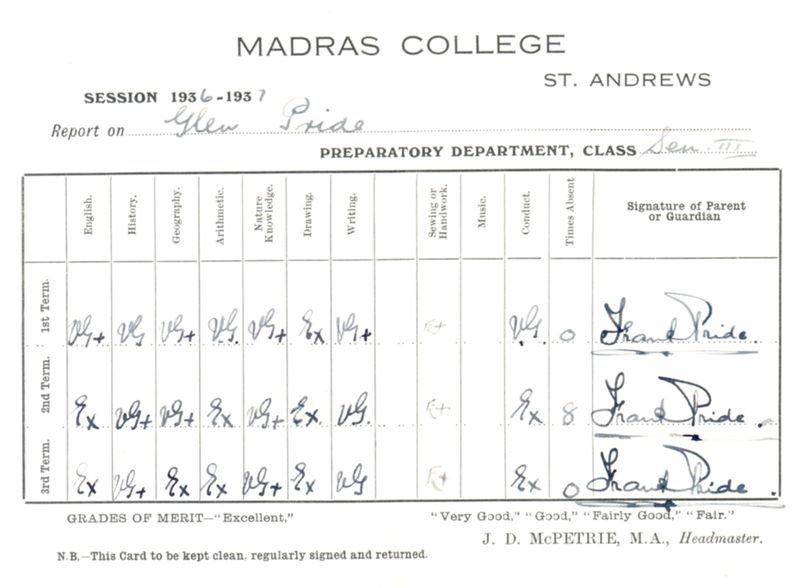 MADRAS COLLEGE
ST. ANDREWS
SESSION 1936-1937
Report on Glen Pride
PREPARATORY DEPARTMENT, CLASS Sen. III
English. History. Geography. Arithmetic. Nature Knowledge. Drawing. Writing. Sewing or Handwork. Music. Conduct. Times Absent Signature of Parent or Guardian
1st Term. VG+ VG VG+ VG. VG+ Ex VG+ G+ VG. 0 Frank Pride.
2nd Term. Ex VG+ VG+ Ex VG+ Ex. VG. G+ Ex 8 Frank Pride.
3rd Term. Ex VG+ Ex Ex VG+ Ex VG G+ Ex 0 Frank Pride.
GRADES OF MERIT—"Excellent," "Very Good," "Good," "Fairly Good," "Fair."
J. D. McPETRIE, M.A., Headmaster.
N.B.—This Card to be kept clean, regularly signed and returned.